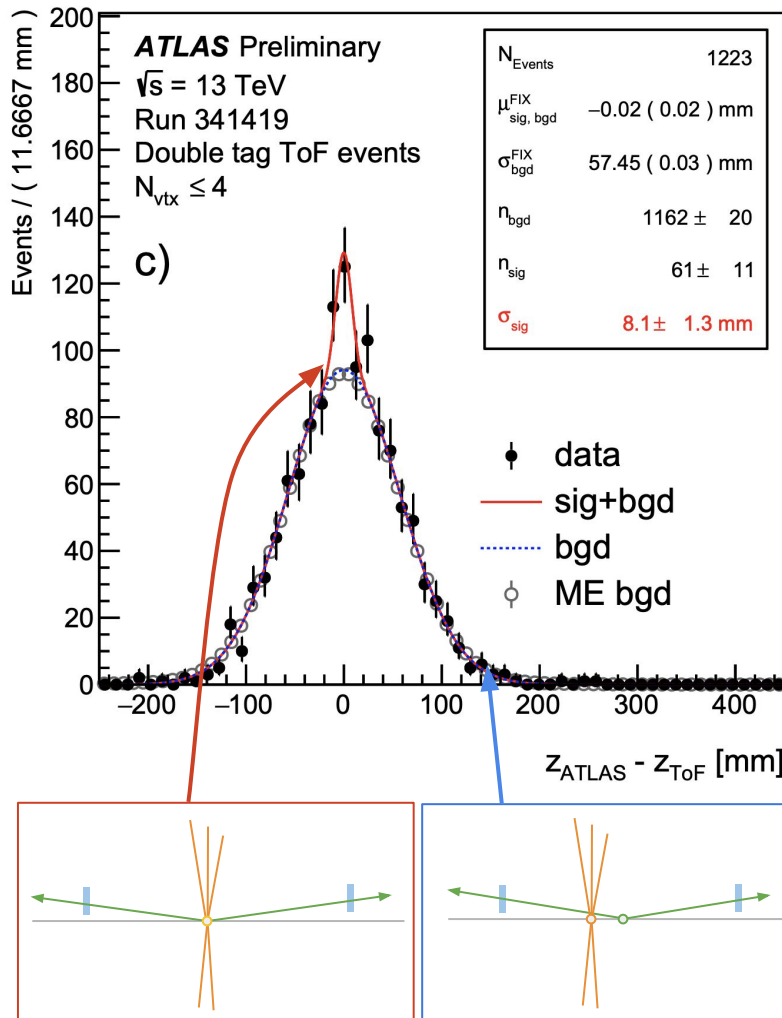 ATLAS Preliminary
√s = 13 TeV
Run 341419
Double tag ToF events
N_vtx ≤ 4
c)
N_Events 1223
μ^FIX_sig, bgd −0.02 ( 0.02 ) mm
σ^FIX_bgd 57.45 ( 0.03 ) mm
n_bgd 1162 ± 20
n_sig 61 ± 11
σ_sig 8.1 ± 1.3 mm
Events / ( 11.6667 mm )
200
180
160
140
120
100
80
60
40
20
0
data
sig+bgd
bgd
ME bgd
−200 −100 0 100 200 300 400
z_ATLAS - z_ToF [mm]